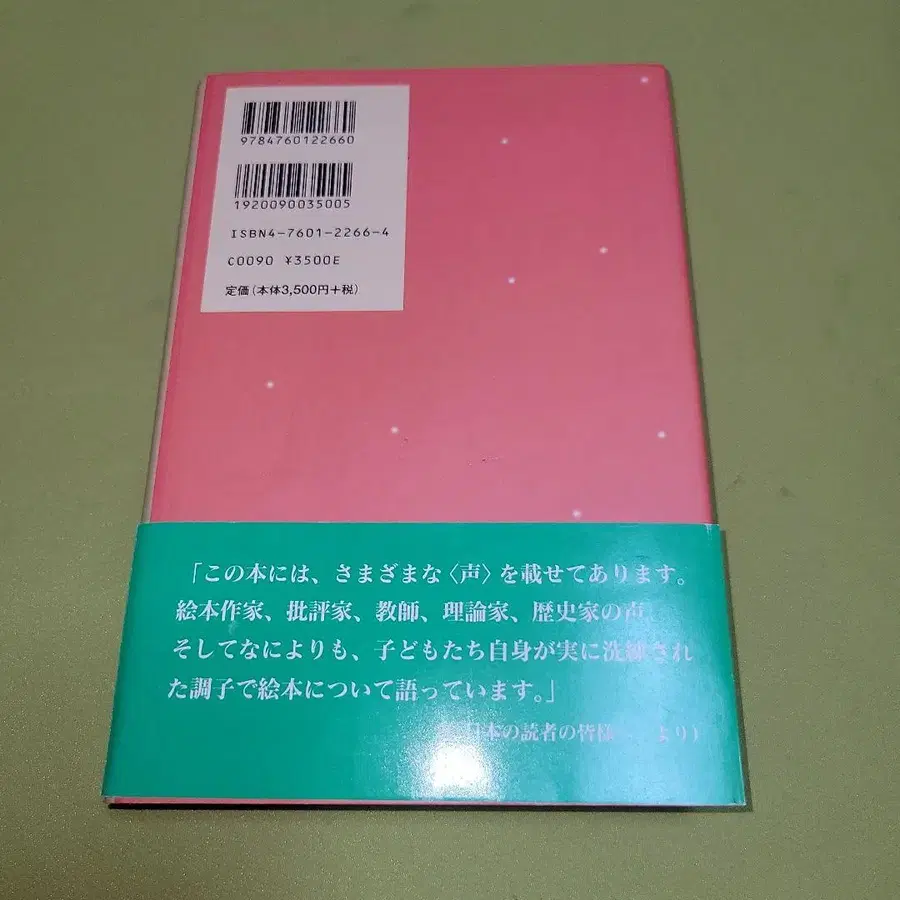 9784760122660
1920090035005
ISBN4-7601-2266-4
C0090 ¥3500E
定価(本体3,500円+税)
「この本には、さまざまな〈声〉を載せてあります。
絵本作家、批評家、教師、理論家、歴史家の声、
そしてなによりも、子どもたち自身が実に洗練され
た調子で絵本について語っています。」
日本の読者の皆様へ より)